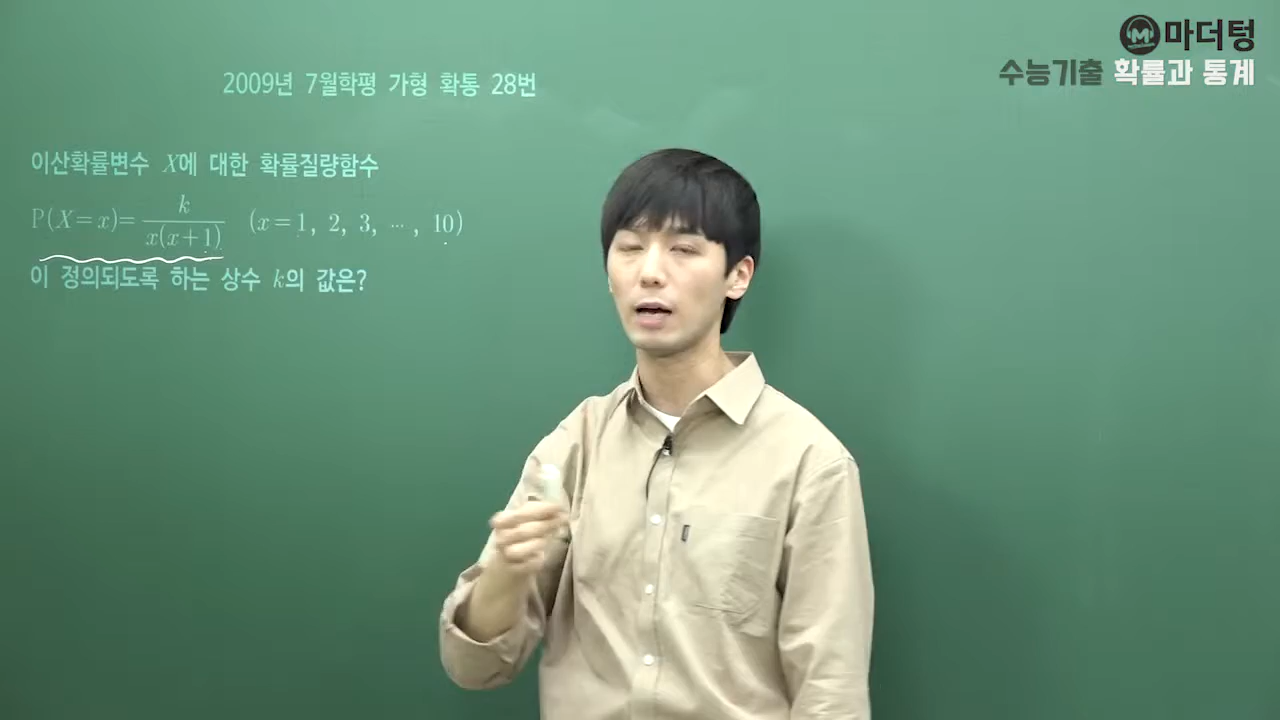 마더텅
수능기출 확률과 통계
2009년 7월학평 가형 확통 28번
이산확률변수 X에 대한 확률질량함수
P(X=x)=k/x(x+1) (x=1, 2, 3, ⋯, 10)
이 정의되도록 하는 상수 k의 값은?